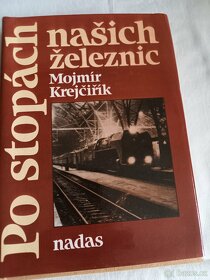 Po stopách
našich
železnic
Mojmír
Krejčiřík
nadas